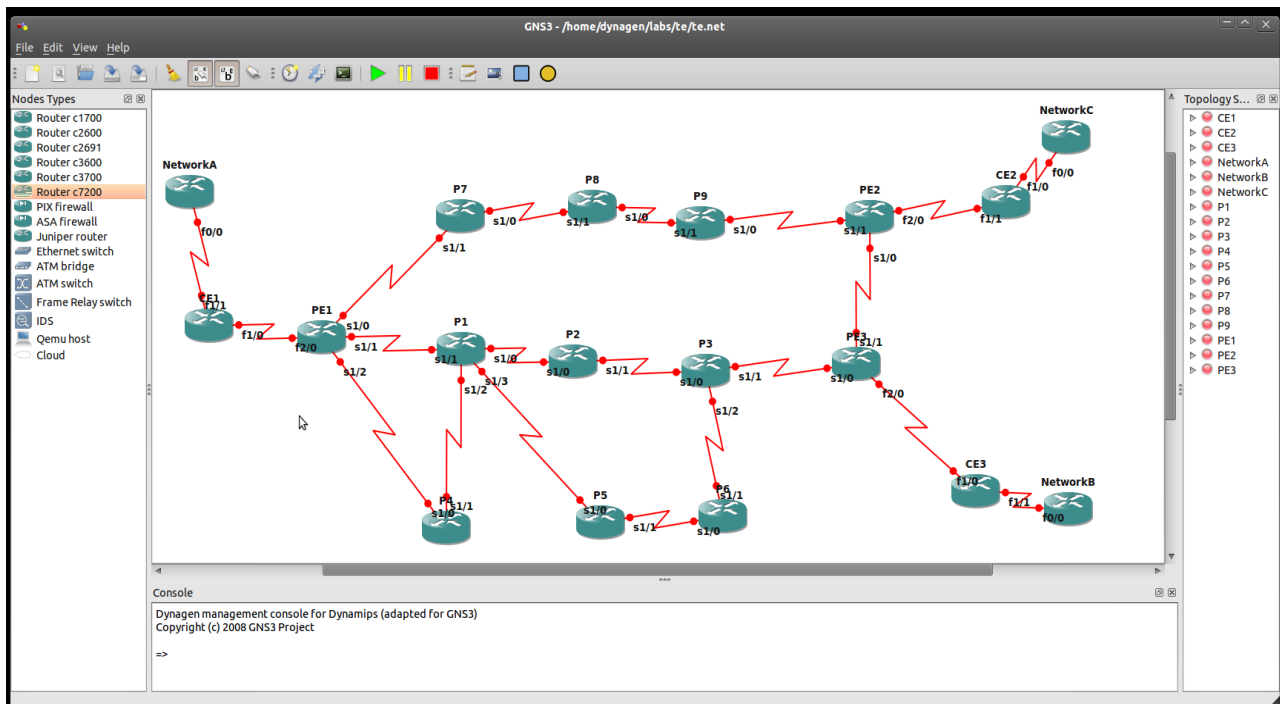 GNS3 - /home/dynagen/labs/te/te.net
File Edit View Help
Nodes Types
Router c1700
Router c2600
Router c2691
Router c3600
Router c3700
Router c7200
PIX firewall
ASA firewall
Juniper router
Ethernet switch
ATM bridge
ATM switch
Frame Relay switch
IDS
Qemu host
Cloud
NetworkA
f0/0
CE1
f1/1
f1/0
PE1
f2/0
s1/0
s1/1
s1/2
P7
s1/0
s1/1
P8
s1/1
s1/0
P9
s1/1
s1/0
PE2
s1/1
f2/0
s1/0
CE2
f1/1
f1/0
NetworkC
f0/0
P1
s1/1
s1/0
s1/2
s1/3
P2
s1/0
s1/1
P3
s1/0
s1/1
s1/2
PE3
s1/1
s1/0
f2/0
P4
s1/0
s1/1
P5
s1/0
s1/1
P6
s1/1
s1/0
CE3
f1/0
f1/1
NetworkB
f0/0
Topology S...
CE1
CE2
CE3
NetworkA
NetworkB
NetworkC
P1
P2
P3
P4
P5
P6
P7
P8
P9
PE1
PE2
PE3
Console
Dynagen management console for Dynamips (adapted for GNS3)
Copyright (c) 2008 GNS3 Project
=>